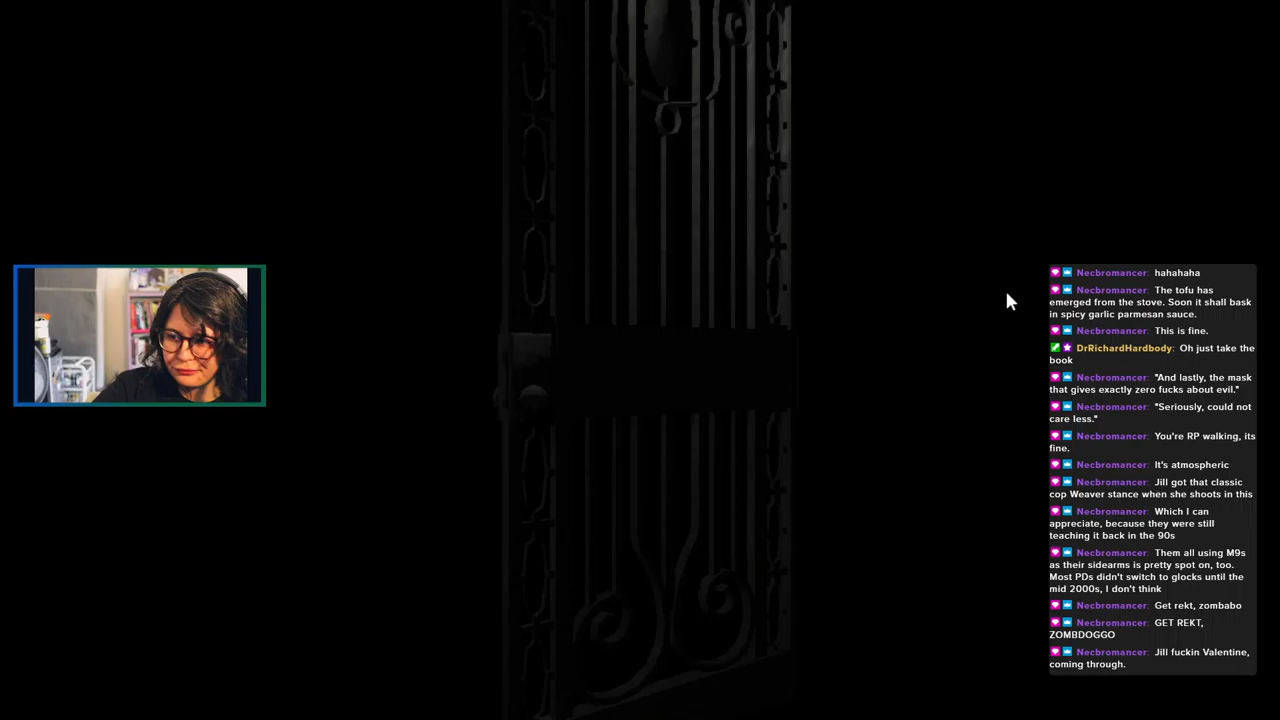 Necbromancer: hahahaha
Necbromancer: The tofu has
emerged from the stove. Soon it shall bask
in spicy garlic parmesan sauce.
Necbromancer: This is fine.
DrRichardHardbody: Oh just take the
book
Necbromancer: "And lastly, the mask
that gives exactly zero fucks about evil."
Necbromancer: "Seriously, could not
care less."
Necbromancer: You're RP walking, its
fine.
Necbromancer: It's atmospheric
Necbromancer: Jill got that classic
cop Weaver stance when she shoots in this
Necbromancer: Which I can
appreciate, because they were still
teaching it back in the 90s
Necbromancer: Them all using M9s
as their sidearms is pretty spot on, too.
Most PDs didn't switch to glocks until the
mid 2000s, I don't think
Necbromancer: Get rekt, zombabo
Necbromancer: GET REKT,
ZOMBDOGGO
Necbromancer: Jill fuckin Valentine,
coming through.